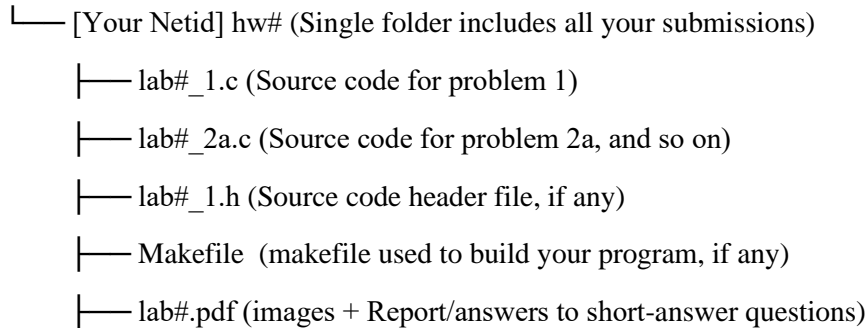 [Your Netid] hw# (Single folder includes all your submissions)
lab#_1.c (Source code for problem 1)
lab#_2a.c (Source code for problem 2a, and so on)
lab#_1.h (Source code header file, if any)
Makefile (makefile used to build your program, if any)
lab#.pdf (images + Report/answers to short-answer questions)